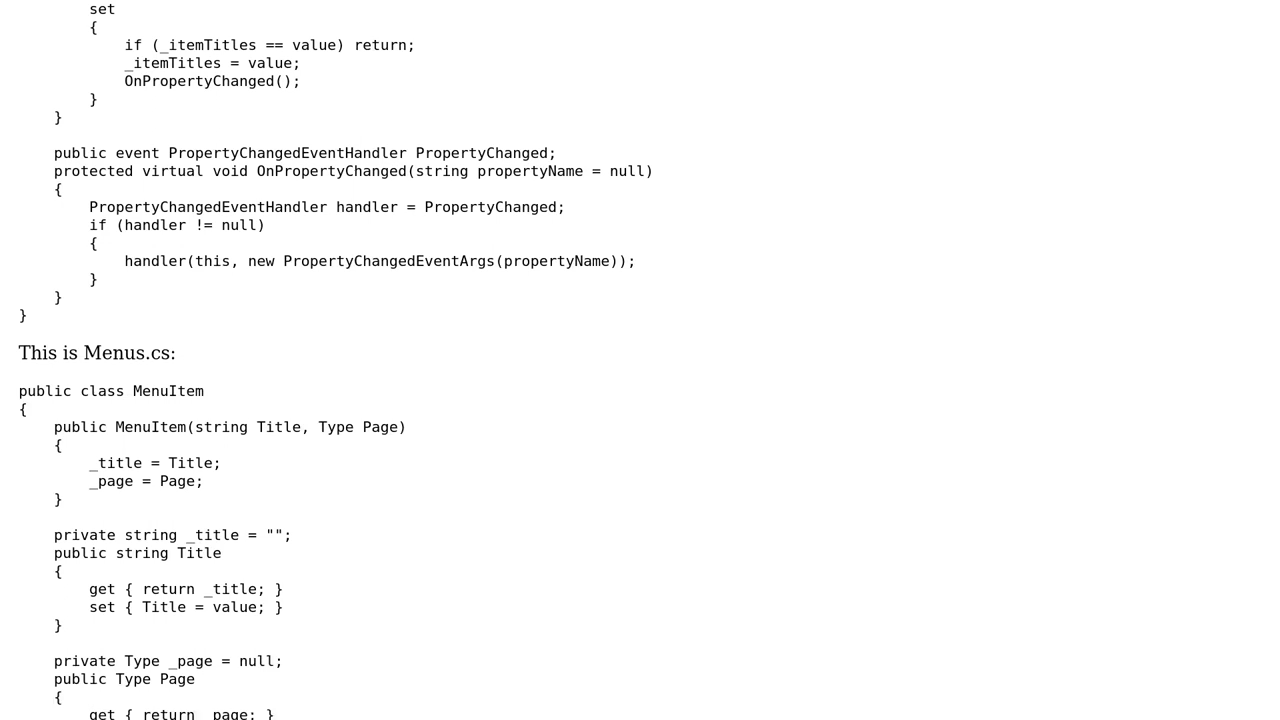 set
        {
            if (_itemTitles == value) return;
            _itemTitles = value;
            OnPropertyChanged();
        }
    }

    public event PropertyChangedEventHandler PropertyChanged;
    protected virtual void OnPropertyChanged(string propertyName = null)
    {
        PropertyChangedEventHandler handler = PropertyChanged;
        if (handler != null)
        {
            handler(this, new PropertyChangedEventArgs(propertyName));
        }
    }
}
This is Menus.cs:
public class MenuItem
{
    public MenuItem(string Title, Type Page)
    {
        _title = Title;
        _page = Page;
    }

    private string _title = "";
    public string Title
    {
        get { return _title; }
        set { Title = value; }
    }

    private Type _page = null;
    public Type Page
    {
        get { return _page; }